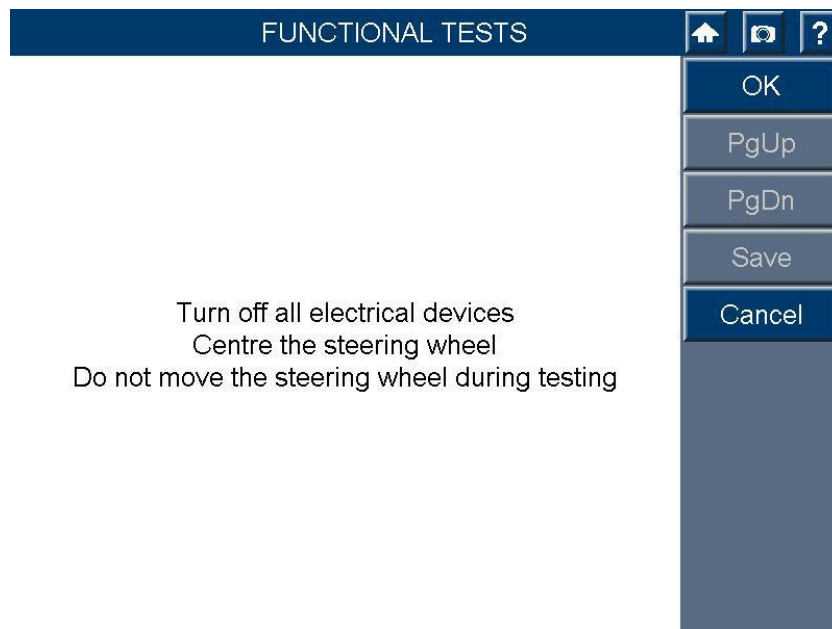 FUNCTIONAL TESTS
?
OK
PgUp
PgDn
Save
Cancel
Turn off all electrical devices
Centre the steering wheel
Do not move the steering wheel during testing